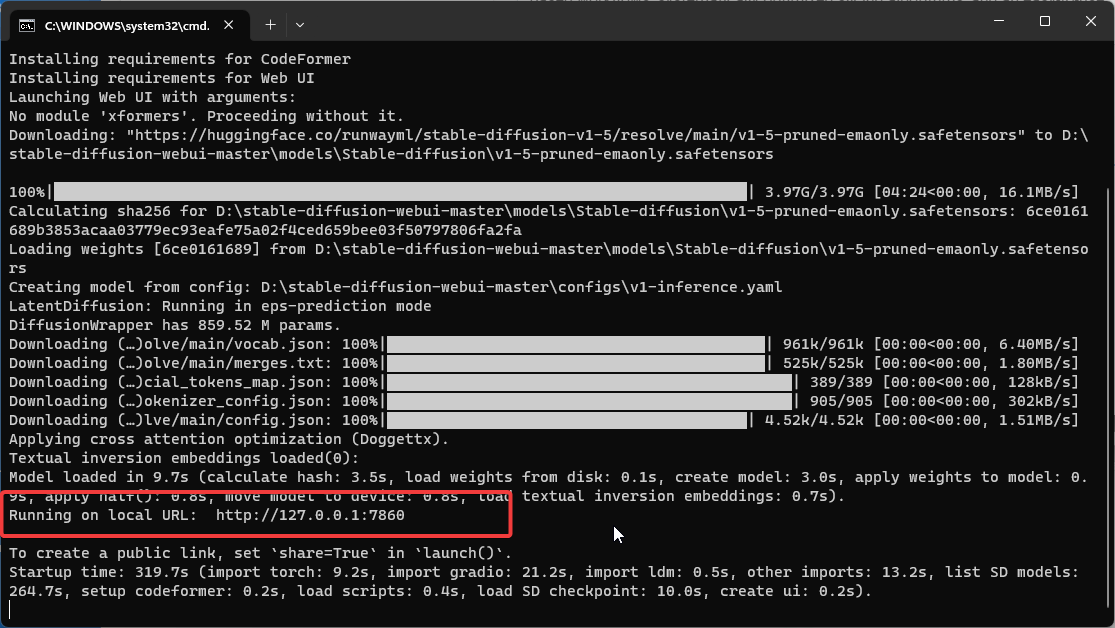 C:\WINDOWS\system32\cmd.
Installing requirements for CodeFormer
Installing requirements for Web UI
Launching Web UI with arguments:
No module 'xformers'. Proceeding without it.
Downloading: "https://huggingface.co/runwayml/stable-diffusion-v1-5/resolve/main/v1-5-pruned-emaonly.safetensors" to D:\
stable-diffusion-webui-master\models\Stable-diffusion\v1-5-pruned-emaonly.safetensors
100%| | 3.97G/3.97G [04:24<00:00, 16.1MB/s]
Calculating sha256 for D:\stable-diffusion-webui-master\models\Stable-diffusion\v1-5-pruned-emaonly.safetensors: 6ce0161
689b3853acaa03779ec93eafe75a02f4ced659bee03f50797806fa2fa
Loading weights [6ce0161689] from D:\stable-diffusion-webui-master\models\Stable-diffusion\v1-5-pruned-emaonly.safetenso
rs
Creating model from config: D:\stable-diffusion-webui-master\configs\v1-inference.yaml
LatentDiffusion: Running in eps-prediction mode
DiffusionWrapper has 859.52 M params.
Downloading (…)olve/main/vocab.json: 100%| | 961k/961k [00:00<00:00, 6.40MB/s]
Downloading (…)olve/main/merges.txt: 100%| | 525k/525k [00:00<00:00, 1.80MB/s]
Downloading (…)cial_tokens_map.json: 100%| | 389/389 [00:00<00:00, 128kB/s]
Downloading (…)okenizer_config.json: 100%| | 905/905 [00:00<00:00, 302kB/s]
Downloading (…)lve/main/config.json: 100%| | 4.52k/4.52k [00:00<00:00, 1.51MB/s]
Applying cross attention optimization (Doggettx).
Textual inversion embeddings loaded(0):
Model loaded in 9.7s (calculate hash: 3.5s, load weights from disk: 0.1s, create model: 3.0s, apply weights to model: 0.
9s, apply half(): 0.8s, move model to device: 0.8s, load textual inversion embeddings: 0.7s).
Running on local URL:  http://127.0.0.1:7860
To create a public link, set `share=True` in `launch()`.
Startup time: 319.7s (import torch: 9.2s, import gradio: 21.2s, import ldm: 0.5s, other imports: 13.2s, list SD models:
264.7s, setup codeformer: 0.2s, load scripts: 0.4s, load SD checkpoint: 10.0s, create ui: 0.2s).